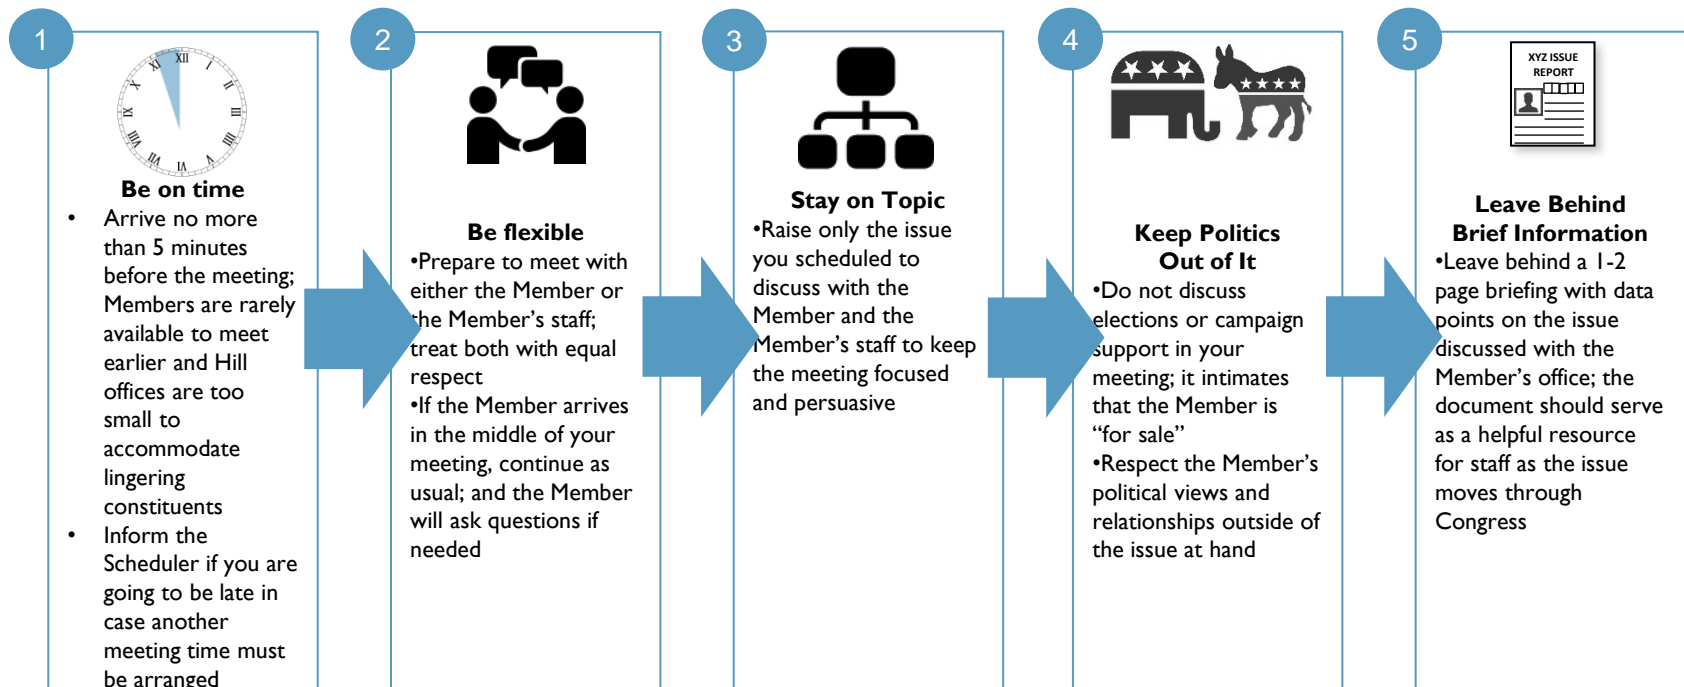 1
XII
I
II
III
IIII
V
VI
VII
VIII
IX
X
XI
Be on time
• Arrive no more
than 5 minutes
before the meeting;
Members are rarely
available to meet
earlier and Hill
offices are too
small to
accommodate
lingering
constituents
• Inform the
Scheduler if you are
going to be late in
case another
meeting time must
be arranged
2
Be flexible
•Prepare to meet with
either the Member or
the Member’s staff;
treat both with equal
respect
•If the Member arrives
in the middle of your
meeting, continue as
usual; and the Member
will ask questions if
needed
3
Stay on Topic
•Raise only the issue
you scheduled to
discuss with the
Member and the
Member’s staff to keep
the meeting focused
and persuasive
4
Keep Politics
Out of It
•Do not discuss
elections or campaign
support in your
meeting; it intimates
that the Member is
“for sale”
•Respect the Member’s
political views and
relationships outside of
the issue at hand
5
XYZ ISSUE
REPORT
Leave Behind
Brief Information
•Leave behind a 1-2
page briefing with data
points on the issue
discussed with the
Member’s office; the
document should serve
as a helpful resource
for staff as the issue
moves through
Congress